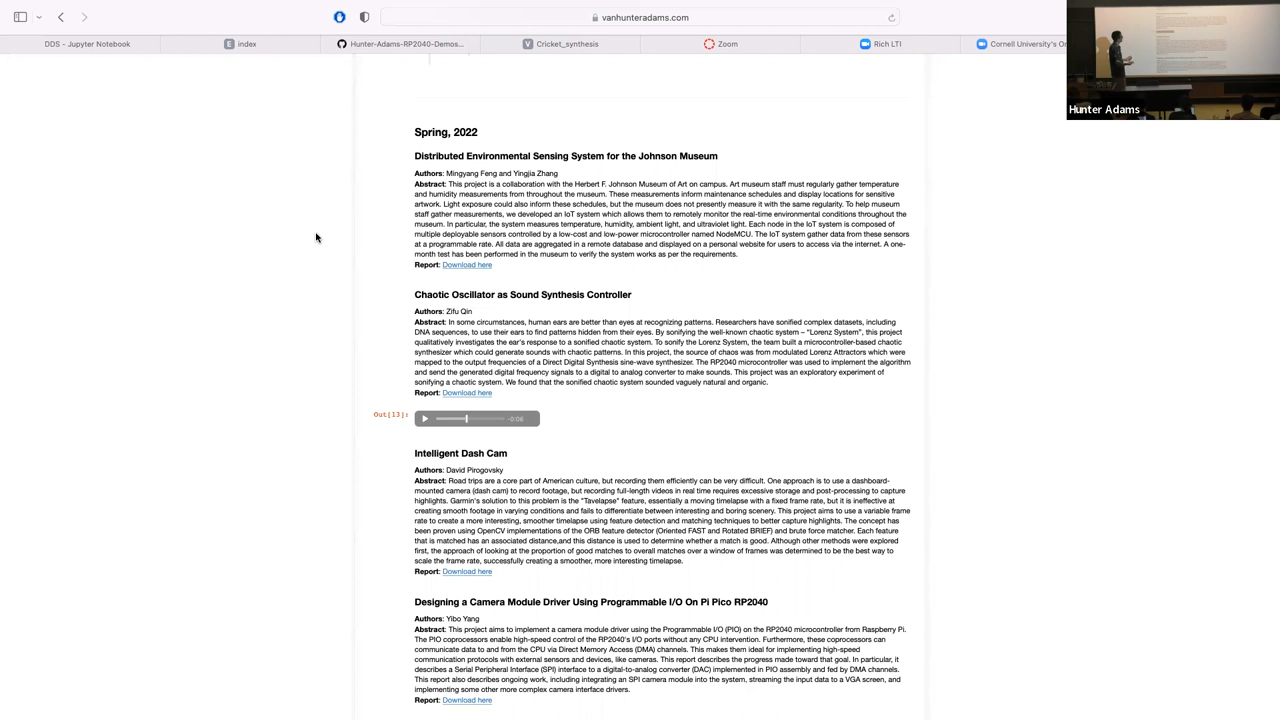 vanhunteradams.com
DDS - Jupyter Notebook
E index
Hunter-Adams-RP2040-Demos...
V Cricket_synthesis
Zoom
Rich LTI
Cornell University's On
Hunter Adams
Spring, 2022
Distributed Environmental Sensing System for the Johnson Museum
Authors: Mingyang Feng and Yingjia Zhang
Abstract: This project is a collaboration with the Herbert F. Johnson Museum of Art on campus. Art museum staff must regularly gather temperature
and humidity measurements from throughout the museum. These measurements inform maintenance schedules and display locations for sensitive
artwork. Light exposure could also inform these schedules, but the museum does not presently measure it with the same regularity. To help museum
staff gather measurements, we developed an IoT system which allows them to remotely monitor the real-time environmental conditions throughout the
museum. In particular, the system measures temperature, humidity, ambient light, and ultraviolet light. Each node in the IoT system is composed of
multiple deployable sensors controlled by a low-cost and low-power microcontroller named NodeMCU. The IoT system gather data from these sensors
at a programmable rate. All data are aggregated in a remote database and displayed on a personal website for users to access via the internet. A one-
month test has been performed in the museum to verify the system works as per the requirements.
Report: Download here
Chaotic Oscillator as Sound Synthesis Controller
Authors: Zifu Qin
Abstract: In some circumstances, human ears are better than eyes at recognizing patterns. Researchers have sonified complex datasets, including
DNA sequences, to use their ears to find patterns hidden from their eyes. By sonifying the well-known chaotic system – "Lorenz System", this project
qualitatively investigates the ear's response to a sonified chaotic system. To sonify the Lorenz System, the team built a microcontroller-based chaotic
synthesizer which could generate sounds with chaotic patterns. In this project, the source of chaos was from modulated Lorenz Attractors which were
mapped to the output frequencies of a Direct Digital Synthesis sine-wave synthesizer. The RP2040 microcontroller was used to implement the algorithm
and send the generated digital frequency signals to a digital to analog converter to make sounds. This project was an exploratory experiment of
sonifying a chaotic system. We found that the sonified chaotic system sounded vaguely natural and organic.
Report: Download here
Out[13]:
-0:06
Intelligent Dash Cam
Authors: David Pirogovsky
Abstract: Road trips are a core part of American culture, but recording them efficiently can be very difficult. One approach is to use a dashboard-
mounted camera (dash cam) to record footage, but recording full-length videos in real time requires excessive storage and post-processing to capture
highlights. Garmin's solution to this problem is the "Tavelapse" feature, essentially a moving timelapse with a fixed frame rate, but it is ineffective at
creating smooth footage in varying conditions and fails to differentiate between interesting and boring scenery. This project aims to use a variable frame
rate to create a more interesting, smoother timelapse using feature detection and matching techniques to better capture highlights. The concept has
been proven using OpenCV implementations of the ORB feature detector (Oriented FAST and Rotated BRIEF) and brute force matcher. Each feature
that is matched has an associated distance,and this distance is used to determine whether a match is good. Although other methods were explored
first, the approach of looking at the proportion of good matches to overall matches over a window of frames was determined to be the best way to
scale the frame rate, successfully creating a smoother, more interesting timelapse.
Report: Download here
Designing a Camera Module Driver Using Programmable I/O On Pi Pico RP2040
Authors: Yibo Yang
Abstract: This project aims to implement a camera module driver using the Programmable I/O (PIO) on the RP2040 microcontroller from Raspberry Pi.
The PIO coprocessors enable high-speed control of the RP2040's I/O ports without any CPU intervention. Furthermore, these coprocessors can
communicate data to and from the CPU via Direct Memory Access (DMA) channels. This makes them ideal for implementing high-speed
communication protocols with external sensors and devices, like cameras. This report describes the progress made toward that goal. In particular, it
describes a Serial Peripheral Interface (SPI) interface to a digital-to-analog converter (DAC) implemented in PIO assembly and fed by DMA channels.
This report also describes ongoing work, including integrating an SPI camera module into the system, streaming the input data to a VGA screen, and
implementing some other more complex camera interface drivers.
Report: Download here